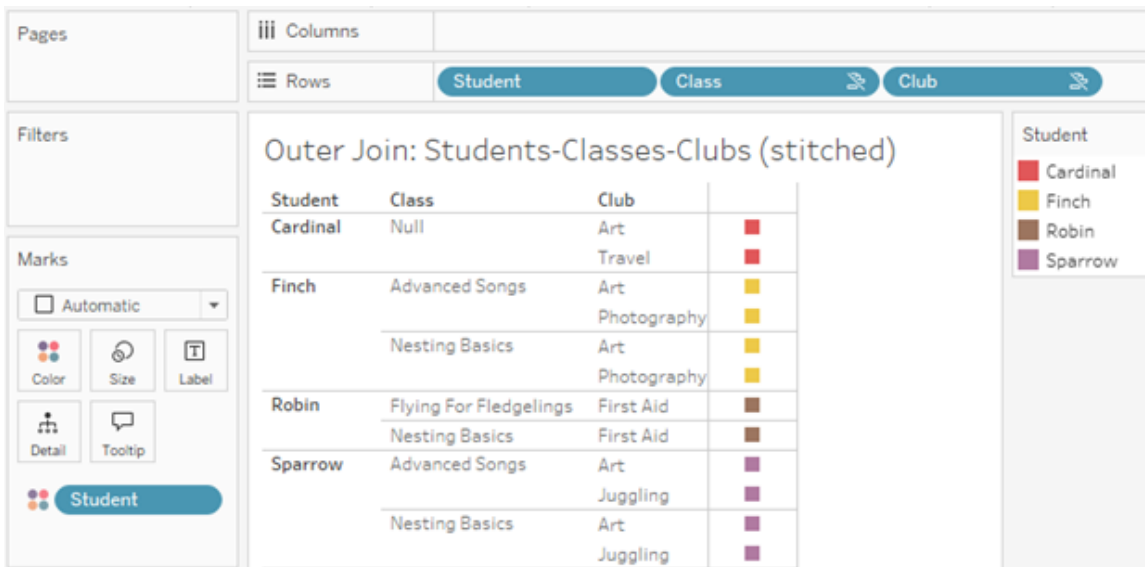 Pages
Columns
Rows
Student Class Club
Filters
Outer Join: Students-Classes-Clubs (stitched)
Student Class Club
Cardinal Null Art
Travel
Finch Advanced Songs Art
Photography
Nesting Basics Art
Photography
Robin Flying For Fledgelings First Aid
Nesting Basics First Aid
Sparrow Advanced Songs Art
Juggling
Nesting Basics Art
Juggling
Marks
Automatic
Color Size Label
Detail Tooltip
Student
Student
Cardinal
Finch
Robin
Sparrow